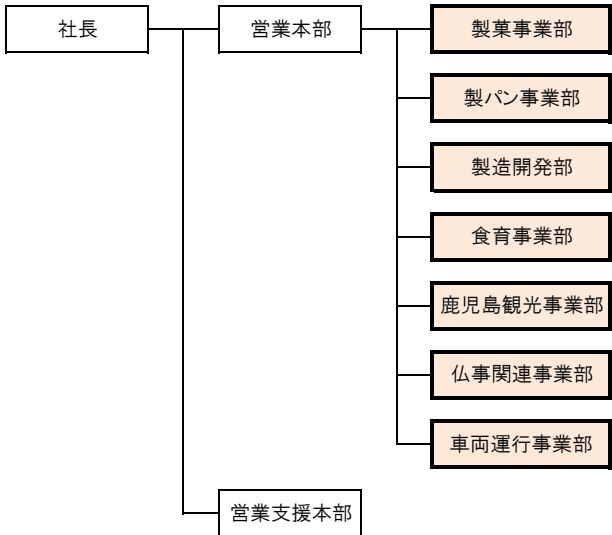 社長
営業本部
製菓事業部
製パン事業部
製造開発部
食育事業部
鹿児島観光事業部
仏事関連事業部
車両運行事業部
営業支援本部